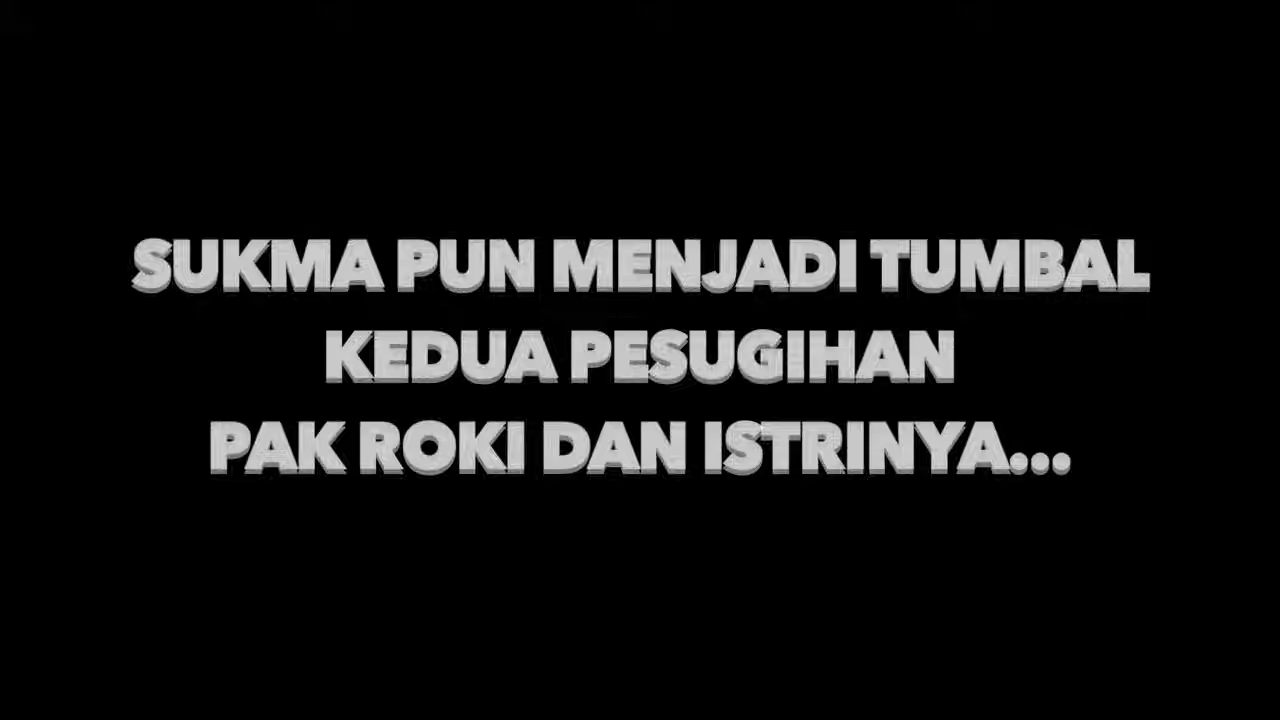 SUKMA PUN MENJADI TUMBAL
KEDUA PESUGIHAN
PAK ROKI DAN ISTRINYA...